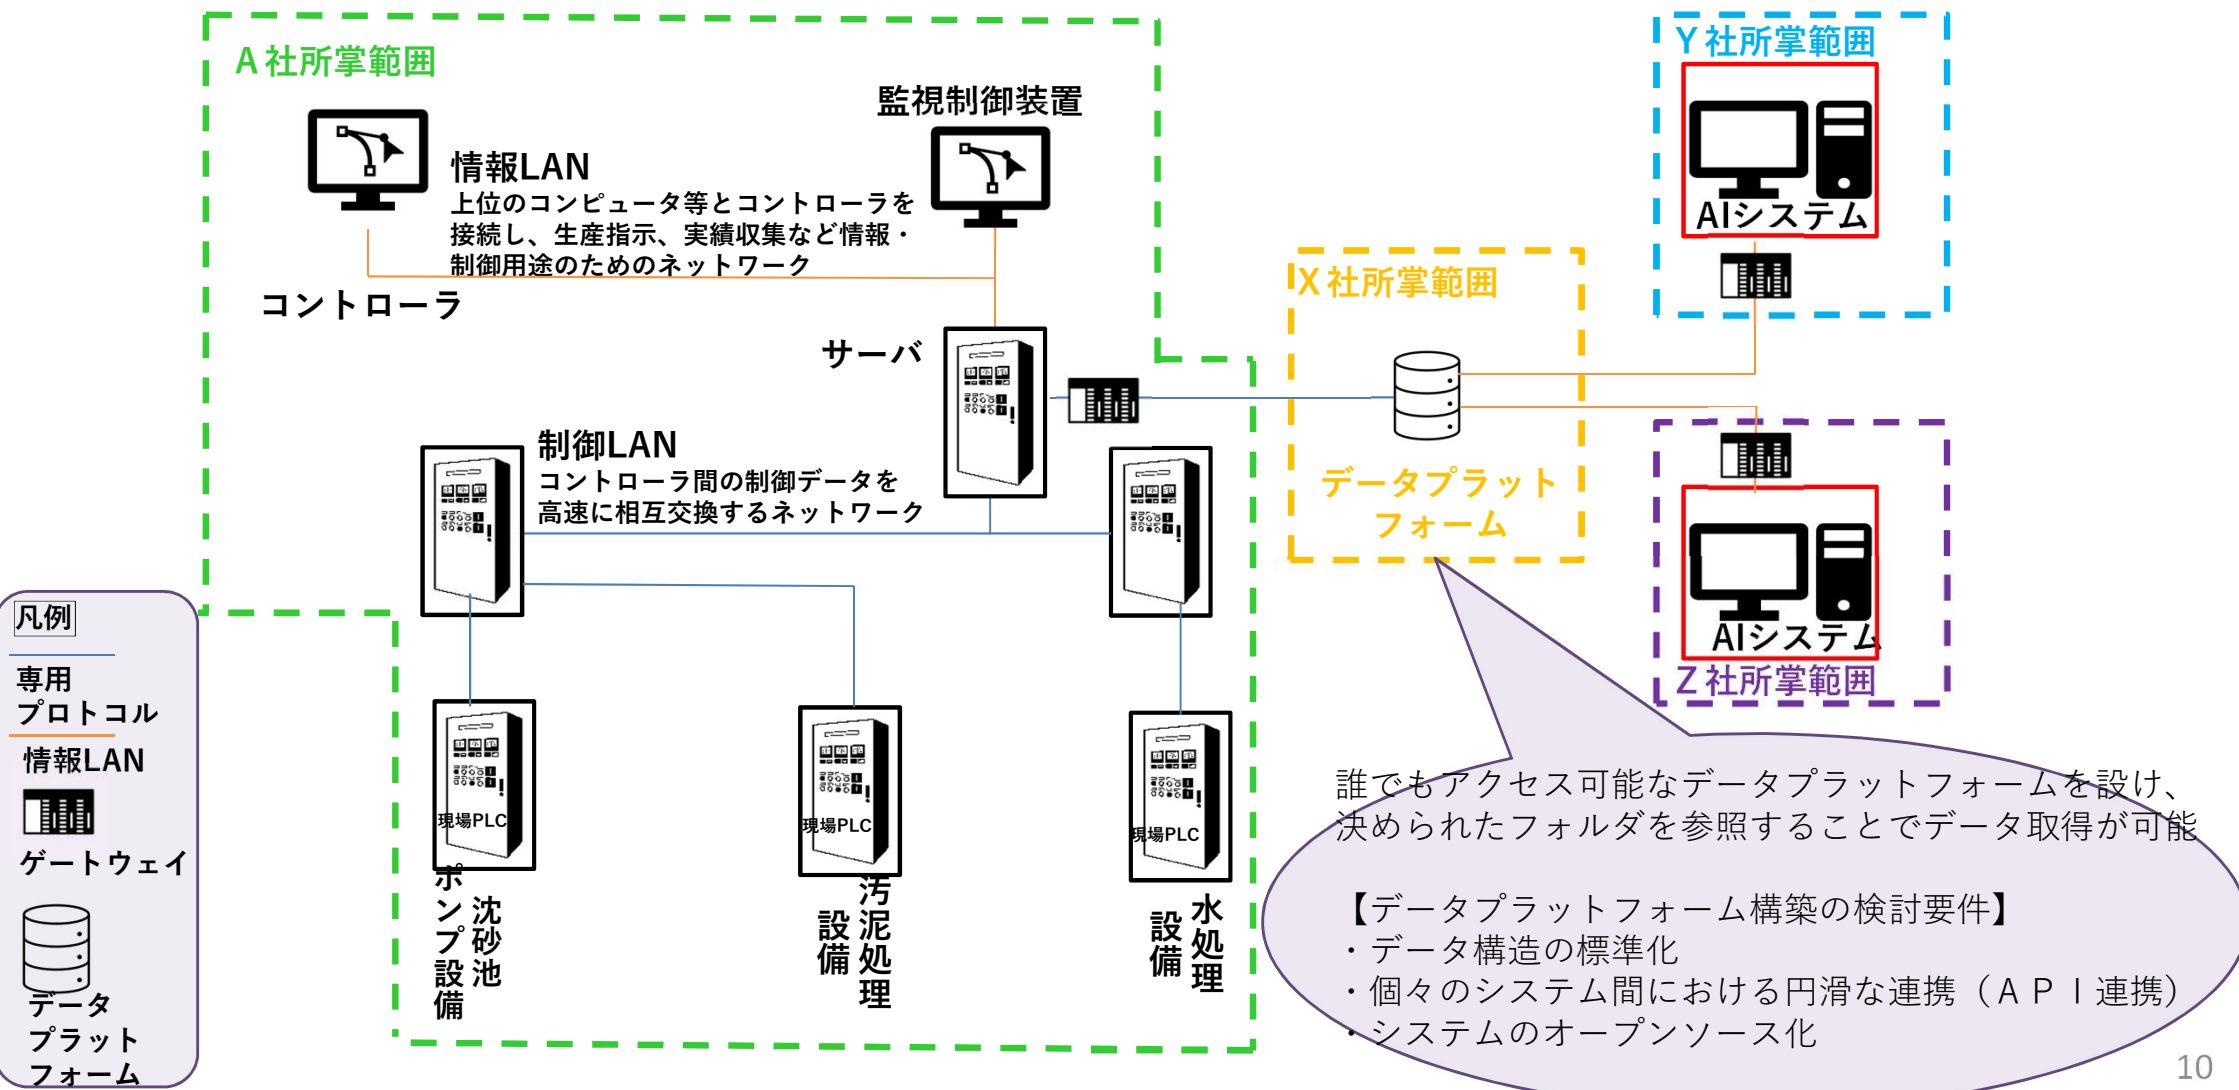 A社所掌範囲
監視制御装置
情報LAN
上位のコンピュータ等とコントローラを
接続し、生産指示、実績収集など情報・
制御用途のためのネットワーク
コントローラ
サーバ
制御LAN
コントローラ間の制御データを
高速に相互交換するネットワーク
現場PLC
現場PLC
現場PLC
沈砂池
ポンプ設備
汚泥処理
設備
水処理
設備
X社所掌範囲
データプラット
フォーム
Y社所掌範囲
AIシステム
AIシステム
Z社所掌範囲
凡例
専用
プロトコル
情報LAN
ゲートウェイ
データ
プラット
フォーム
誰でもアクセス可能なデータプラットフォームを設け、
決められたフォルダを参照することでデータ取得が可能
【データプラットフォーム構築の検討要件】
・データ構造の標準化
・個々のシステム間における円滑な連携（ＡＰＩ連携）
・システムのオープンソース化
10